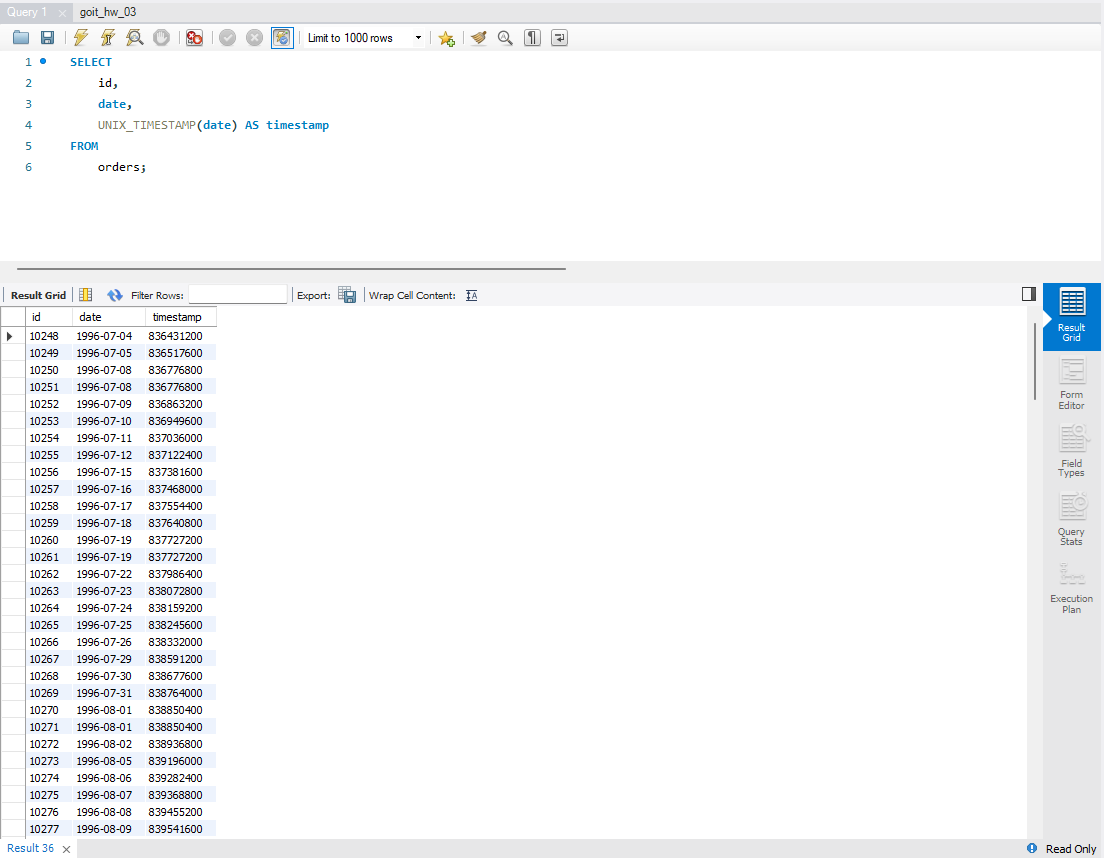 Query 1 goit_hw_03
Limit to 1000 rows
1 SELECT
2 id,
3 date,
4 UNIX_TIMESTAMP(date) AS timestamp
5 FROM
6 orders;
Result Grid Filter Rows: Export: Wrap Cell Content:
id date timestamp
10248 1996-07-04 836431200
10249 1996-07-05 836517600
10250 1996-07-08 836776800
10251 1996-07-08 836776800
10252 1996-07-09 836863200
10253 1996-07-10 836949600
10254 1996-07-11 837036000
10255 1996-07-12 837122400
10256 1996-07-15 837381600
10257 1996-07-16 837468000
10258 1996-07-17 837554400
10259 1996-07-18 837640800
10260 1996-07-19 837727200
10261 1996-07-19 837727200
10262 1996-07-22 837986400
10263 1996-07-23 838072800
10264 1996-07-24 838159200
10265 1996-07-25 838245600
10266 1996-07-26 838332000
10267 1996-07-29 838591200
10268 1996-07-30 838677600
10269 1996-07-31 838764000
10270 1996-08-01 838850400
10271 1996-08-01 838850400
10272 1996-08-02 838936800
10273 1996-08-05 839196000
10274 1996-08-06 839282400
10275 1996-08-07 839368800
10276 1996-08-08 839455200
10277 1996-08-09 839541600
Result
Grid
Form
Editor
Field
Types
Query
Stats
Execution
Plan
Result 36 Read Only